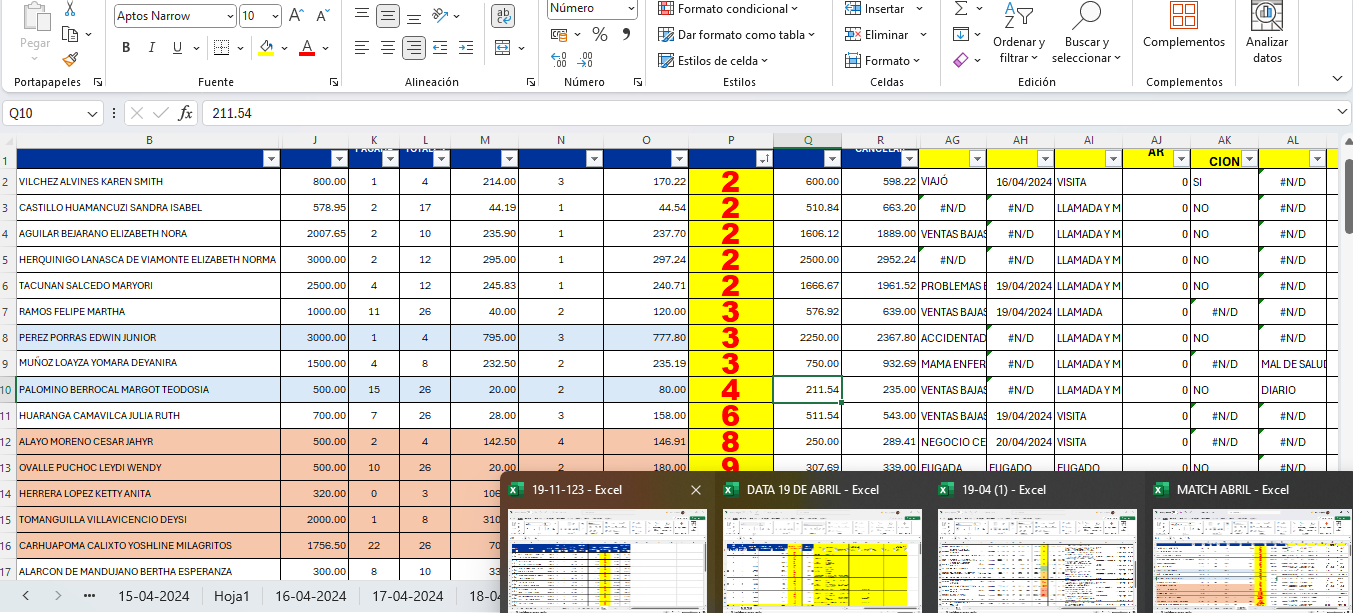 Aptos Narrow 10 A A ab Número Formato condicional Insertar Σ A Z
Pegar N K S A % 9 Dar formato como tabla Eliminar Ordenar y filtrar Buscar y seleccionar Complementos Analizar datos
Estilos de celda Formato
Portapapeles Fuente Alineación Número Estilos Celdas Edición Complementos
Q10 fx 211.54
B J K L M N O P Q R AG AH AI AJ AK AL
1 AR CION
2 VILCHEZ ALVINES KAREN SMITH 800.00 1 4 214.00 3 170.22 2 600.00 598.22 VIAJÓ 16/04/2024 VISITA 0 SI #N/D
3 CASTILLO HUAMANCUZI SANDRA ISABEL 578.95 2 17 44.19 1 44.54 2 510.84 663.20 #N/D #N/D LLAMADA Y M 0 NO #N/D
4 AGUILAR BEJARANO ELIZABETH NORA 2007.65 2 10 235.90 1 237.70 2 1606.12 1889.00 VENTAS BAJAS #N/D LLAMADA Y M 0 NO #N/D
5 HERQUINIGO LANASCA DE VIAMONTE ELIZABETH NORMA 3000.00 2 12 295.00 1 297.24 2 2500.00 2952.24 #N/D #N/D LLAMADA Y M 0 NO #N/D
6 TACUNAN SALCEDO MARYORI 2500.00 4 12 245.83 1 240.71 2 1666.67 1961.52 PROBLEMAS E 19/04/2024 LLAMADA Y M 0 NO #N/D
7 RAMOS FELIPE MARTHA 1000.00 11 26 40.00 2 120.00 3 576.92 639.00 VENTAS BAJAS 19/04/2024 LLAMADA 0 #N/D #N/D
8 PEREZ PORRAS EDWIN JUNIOR 3000.00 1 4 795.00 3 777.80 3 2250.00 2367.80 ACCIDENTAD #N/D LLAMADA Y M 0 NO #N/D
9 MUÑOZ LOAYZA YOMARA DEYANIRA 1500.00 4 8 232.50 2 235.19 3 750.00 932.69 MAMA ENFER #N/D LLAMADA Y M 0 #N/D MAL DE SALUD
10 PALOMINO BERROCAL MARGOT TEODOSIA 500.00 15 26 20.00 2 80.00 4 211.54 235.00 VENTAS BAJAS #N/D LLAMADA Y M 0 NO DIARIO
11 HUARANGA CAMAVILCA JULIA RUTH 700.00 7 26 28.00 3 158.00 6 511.54 543.00 VENTAS BAJAS 19/04/2024 VISITA 0 #N/D #N/D
12 ALAYO MORENO CESAR JAHYR 500.00 2 4 142.50 4 146.91 8 250.00 289.41 NEGOCIO CE 20/04/2024 VISITA 0 #N/D #N/D
13 OVALLE PUCHOC LEYDI WENDY 500.00 10 26 20.00 2 180.00 9 307.69 339.00 FUGADA FUGADO FUGADO 0 NO #N/D
14 HERRERA LOPEZ KETTY ANITA 320.00 0 3 106
15 TOMANGUILLA VILLAVICENCIO DEYSI 2000.00 1 8 310
16 CARHUAPOMA CALIXTO YOSHLINE MILAGRITOS 1756.50 22 26 70
17 ALARCON DE MANDUJANO BERTHA ESPERANZA 300.00 8 10 33
19-11-123 - Excel DATA 19 DE ABRIL - Excel 19-04 (1) - Excel MATCH ABRIL - Excel
15-04-2024 Hoja1 16-04-2024 17-04-2024 18-04